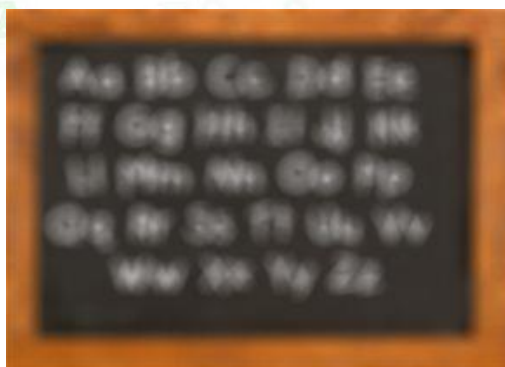 Aa Bb Cc Dd Ee
Ff Gg Hh Ii Jj Kk
Ll Mm Nn Oo Pp
Qq Rr Ss Tt Uu Vv
Ww Xx Yy Zz